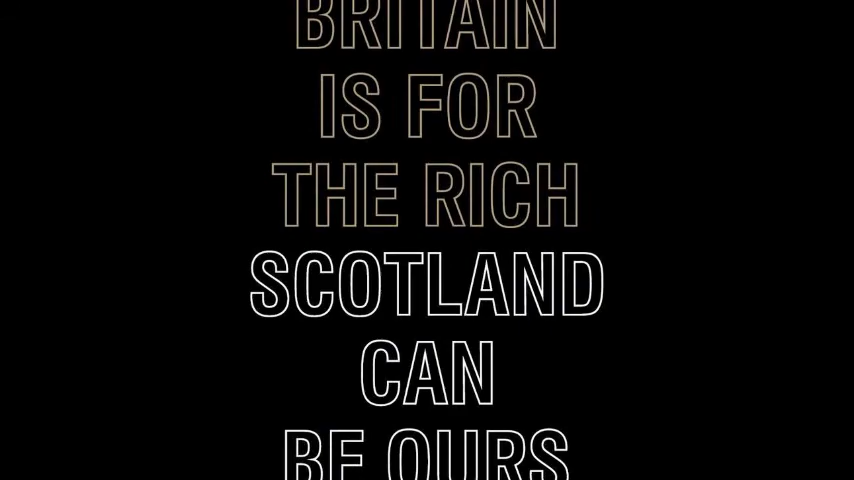 BRITAIN
IS FOR
THE RICH
SCOTLAND
CAN
BE OURS